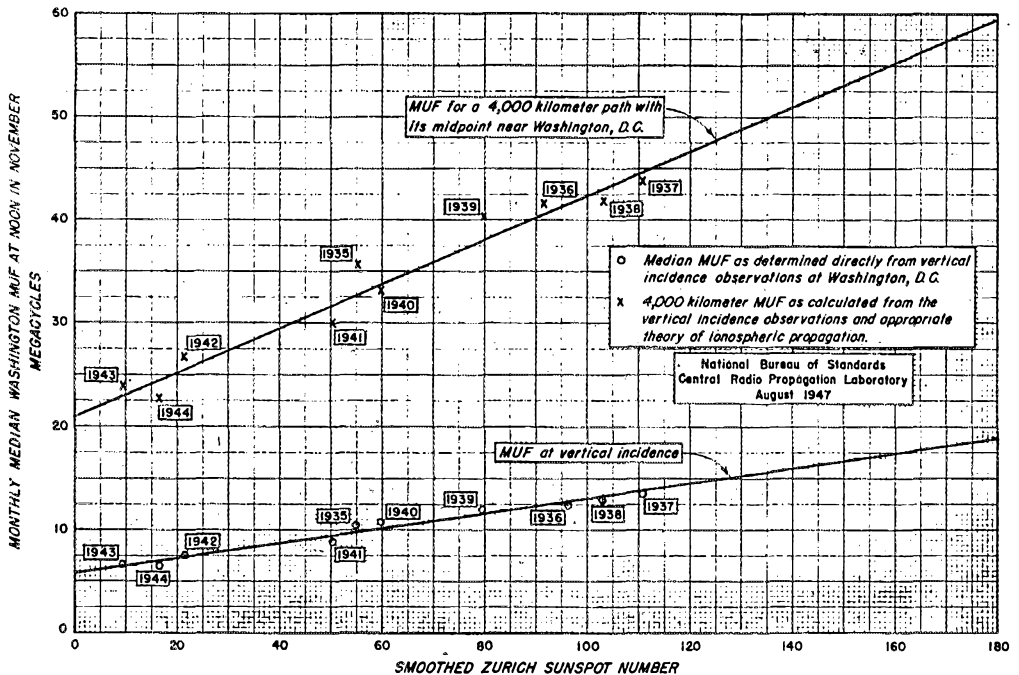 60
50
40
30
20
10
0
MONTHLY MEDIAN WASHINGTON MUF AT NOON IN NOVEMBER
MEGACYCLES
MUF for a 4,000 kilometer path with
its midpoint near Washington, D.C.
1936
1937
1939
1938
1935
1940
1941
1942
1943
1944
o Median MUF as determined directly from vertical
incidence observations at Washington, D.C.
x 4,000 kilometer MUF as calculated from the
vertical incidence observations and appropriate
theory of ionospheric propagation.
National Bureau of Standards
Central Radio Propagation Laboratory
August 1947
MUF at vertical incidence
1939
1940
1935
1936
1938
1937
1942
1941
1943
1944
0 20 40 60 80 100 120 140 160 180
SMOOTHED ZURICH SUNSPOT NUMBER